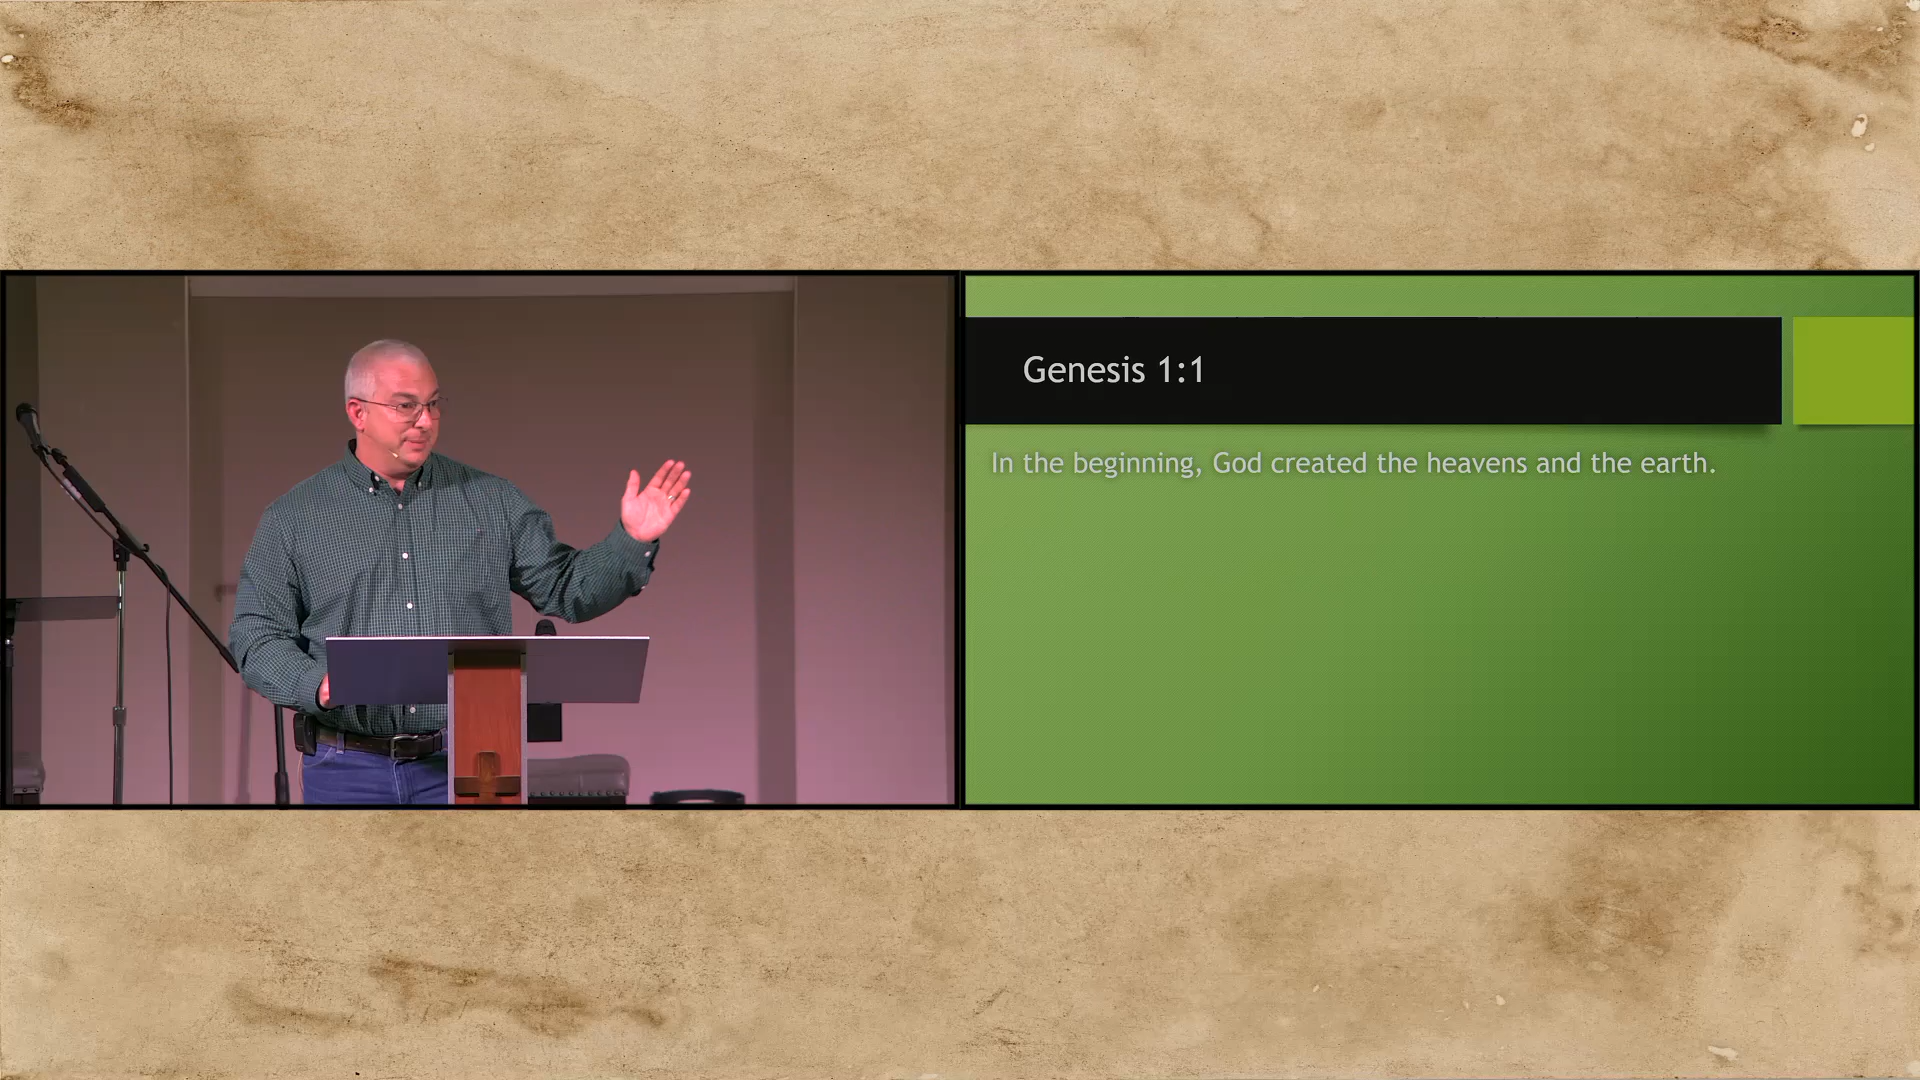 Genesis 1:1
In the beginning, God created the heavens and the earth.